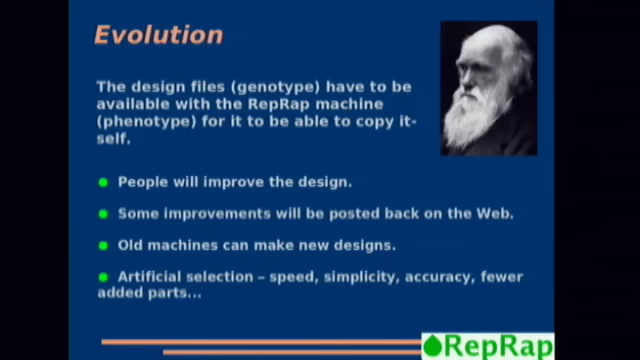 Evolution
The design files (genotype) have to be
available with the RepRap machine
(phenotype) for it to be able to copy it-
self.
People will improve the design.
Some improvements will be posted back on the Web.
Old machines can make new designs.
Artificial selection – speed, simplicity, accuracy, fewer
added parts...
RepRap